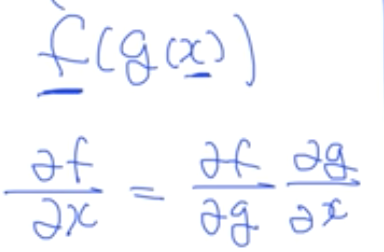 f(g(x))
∂f/∂x = ∂f/∂g ∂g/∂x